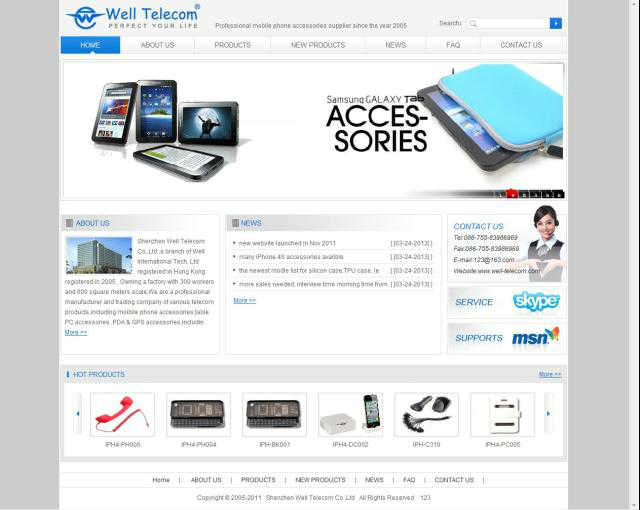 Well Telecom®
PERFECT YOUR LIFE
Professional mobile phone accessories supplier since the year 2005
Search:
HOME
ABOUT US
PRODUCTS
NEW PRODUCTS
NEWS
FAQ
CONTACT US
Samsung GALAXY Tab
ACCES-
SORIES
ABOUT US
Shenzhen Well Telecom
Co.,Ltd ,a branch of Well
International Tech, Ltd
registered in Hong Kong
registered in 2005 . Owning a factory with 300 workers
and 600 square meters scale,We are a professional
manufacturer and trading company of various telecom
products,including mobile phone accessories,table
PC accessories ,PDA & GPS accessories,include
More >>
NEWS
new website launched in Nov 2011 [ [03-24-2013] ]
many iPhone 4S accessories avaible [ [03-24-2013] ]
the newest modle list for silicon case,TPU case, le [ [03-24-2013] ]
more sales needed, interview time morning time from [ [03-24-2013] ]
More >>
CONTACT US
Tel:086-755-83986969
Fax:086-755-83986969
E-mail:123@163.com
Website:www.well-telecom.com
SERVICE skype
SUPPORTS msn
HOT PRODUCTS
More >>
IPH4-PH006
IPH4-PH004
IPH-BK001
IPH4-DC002
IPH-C310
IPH4-PC005
Home | ABOUT US | PRODUCTS | NEW PRODUCTS | NEWS | FAQ | CONTACT US |
Copyright © 2005-2011 Shenzhen Well Telecom Co.,Ltd All Rights Reserved 123